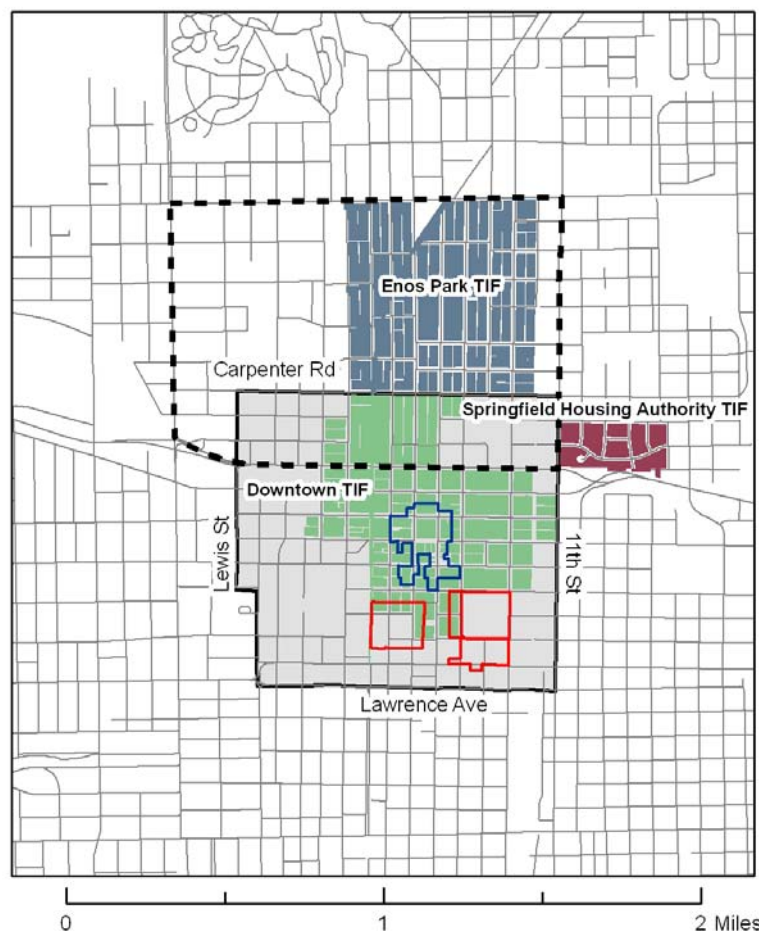 Enos Park TIF
Carpenter Rd
Springfield Housing Authority TIF
Downtown TIF
Lewis St
11th St
Lawrence Ave
0 1 2 Miles